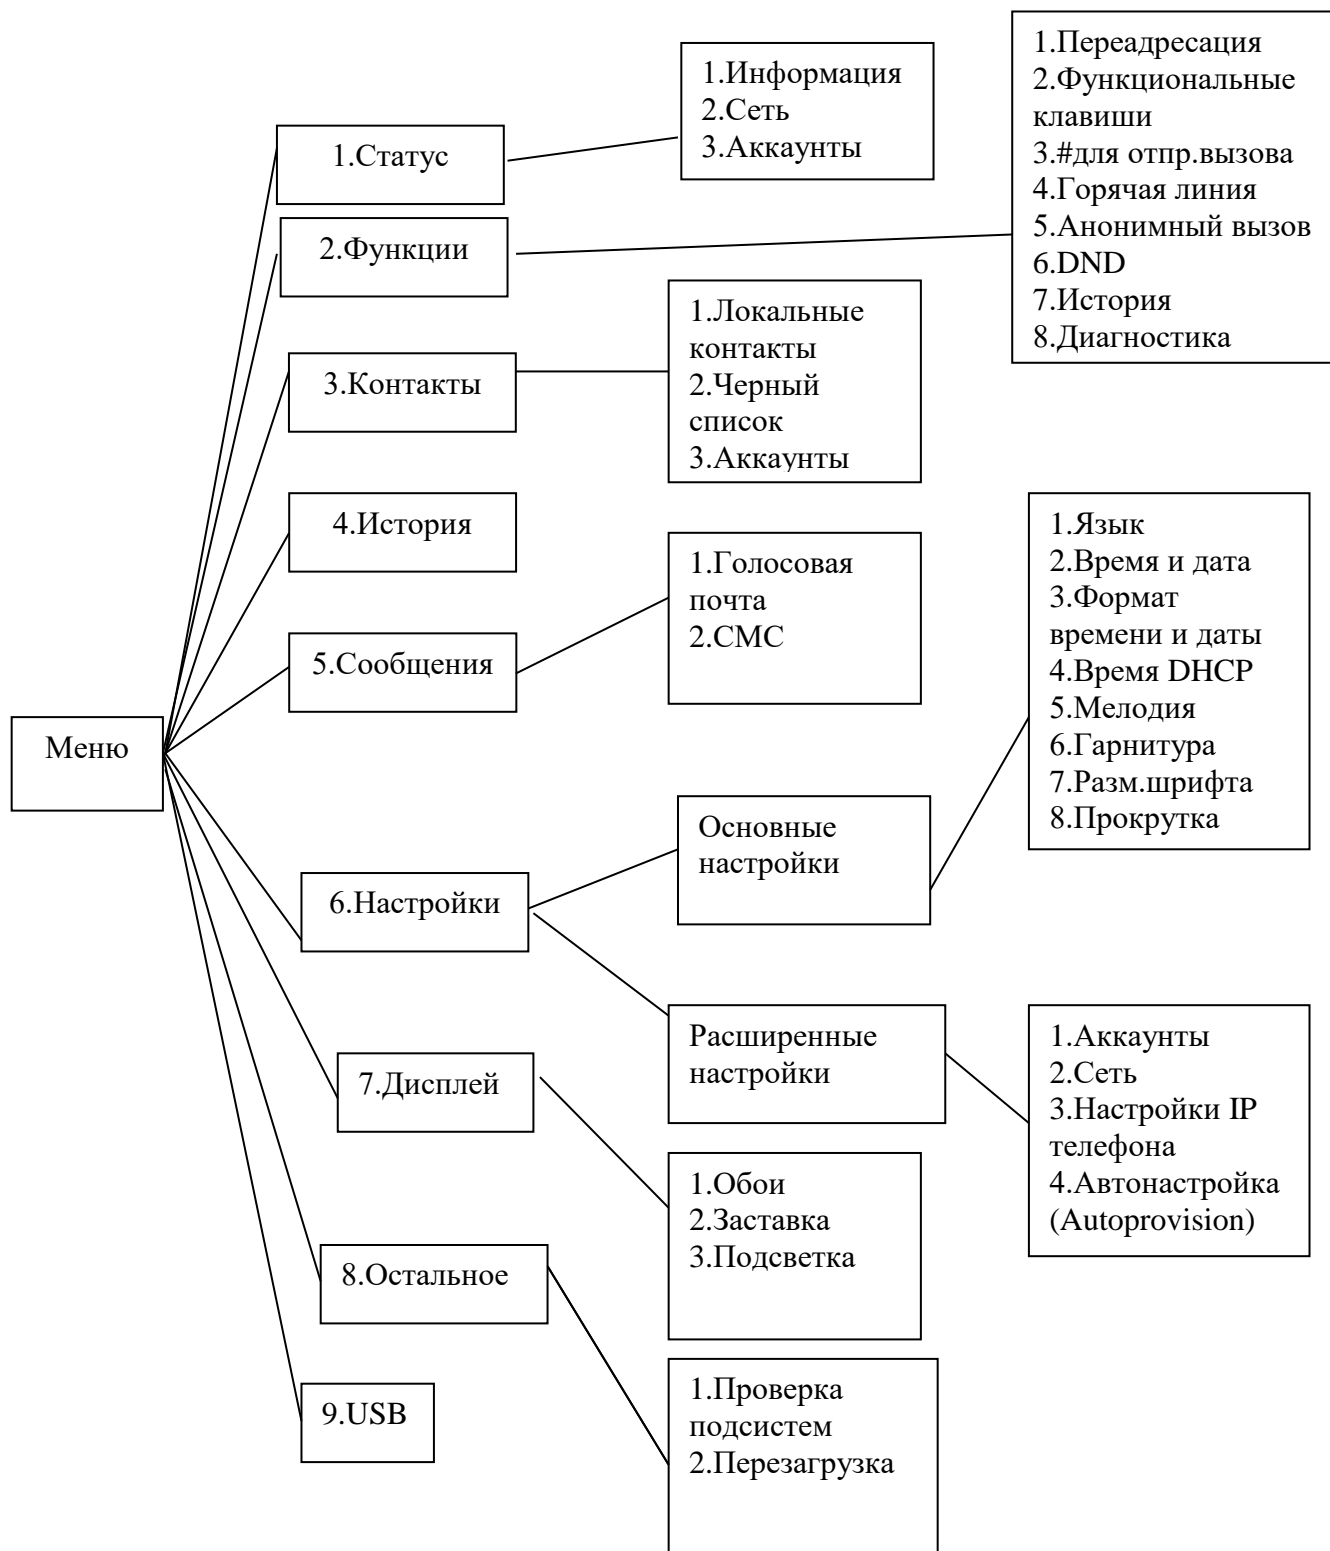 Меню
1.Статус
1.Информация
2.Сеть
3.Аккаунты
2.Функции
1.Переадресация
2.Функциональные
клавиши
3.#для отпр.вызова
4.Горячая линия
5.Анонимный вызов
6.DND
7.История
8.Диагностика
3.Контакты
1.Локальные
контакты
2.Черный
список
3.Аккаунты
4.История
5.Сообщения
1.Голосовая
почта
2.СМС
6.Настройки
Основные
настройки
1.Язык
2.Время и дата
3.Формат
времени и даты
4.Время DHCP
5.Мелодия
6.Гарнитура
7.Разм.шрифта
8.Прокрутка
Расширенные
настройки
1.Аккаунты
2.Сеть
3.Настройки IP
телефона
4.Автонастройка
(Autoprovision)
7.Дисплей
1.Обои
2.Заставка
3.Подсветка
8.Остальное
1.Проверка
подсистем
2.Перезагрузка
9.USB